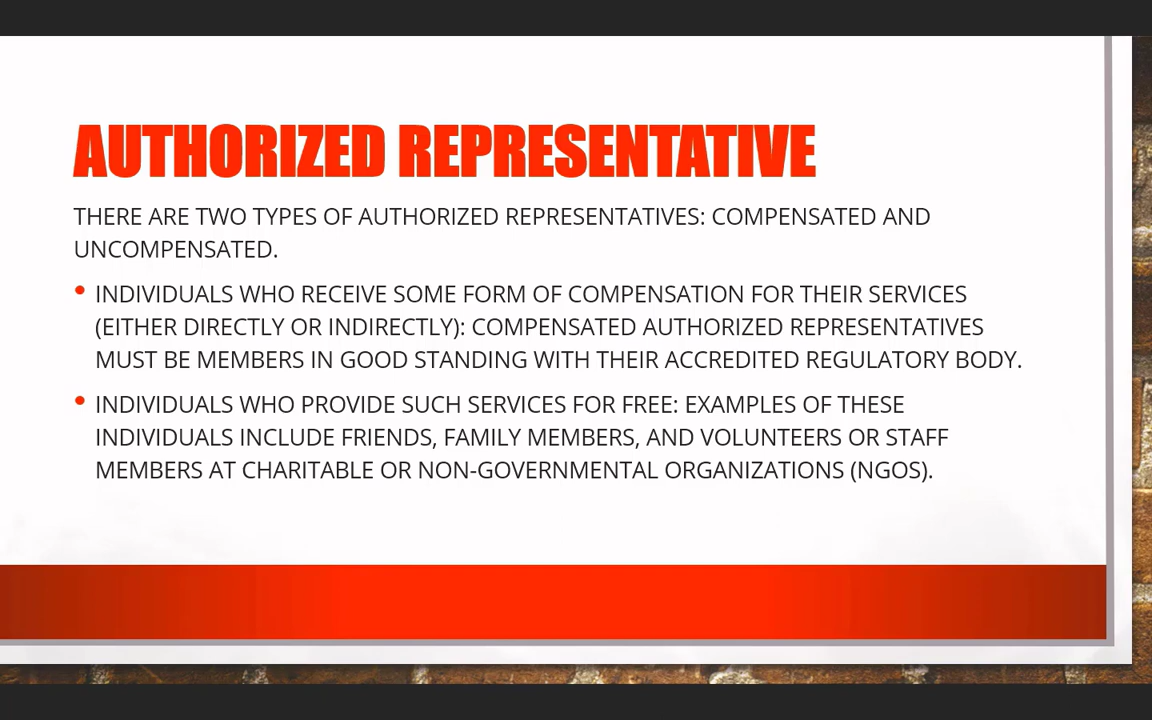 AUTHORIZED REPRESENTATIVE
THERE ARE TWO TYPES OF AUTHORIZED REPRESENTATIVES: COMPENSATED AND
UNCOMPENSATED.
• INDIVIDUALS WHO RECEIVE SOME FORM OF COMPENSATION FOR THEIR SERVICES
(EITHER DIRECTLY OR INDIRECTLY): COMPENSATED AUTHORIZED REPRESENTATIVES
MUST BE MEMBERS IN GOOD STANDING WITH THEIR ACCREDITED REGULATORY BODY.
• INDIVIDUALS WHO PROVIDE SUCH SERVICES FOR FREE: EXAMPLES OF THESE
INDIVIDUALS INCLUDE FRIENDS, FAMILY MEMBERS, AND VOLUNTEERS OR STAFF
MEMBERS AT CHARITABLE OR NON-GOVERNMENTAL ORGANIZATIONS (NGOS).